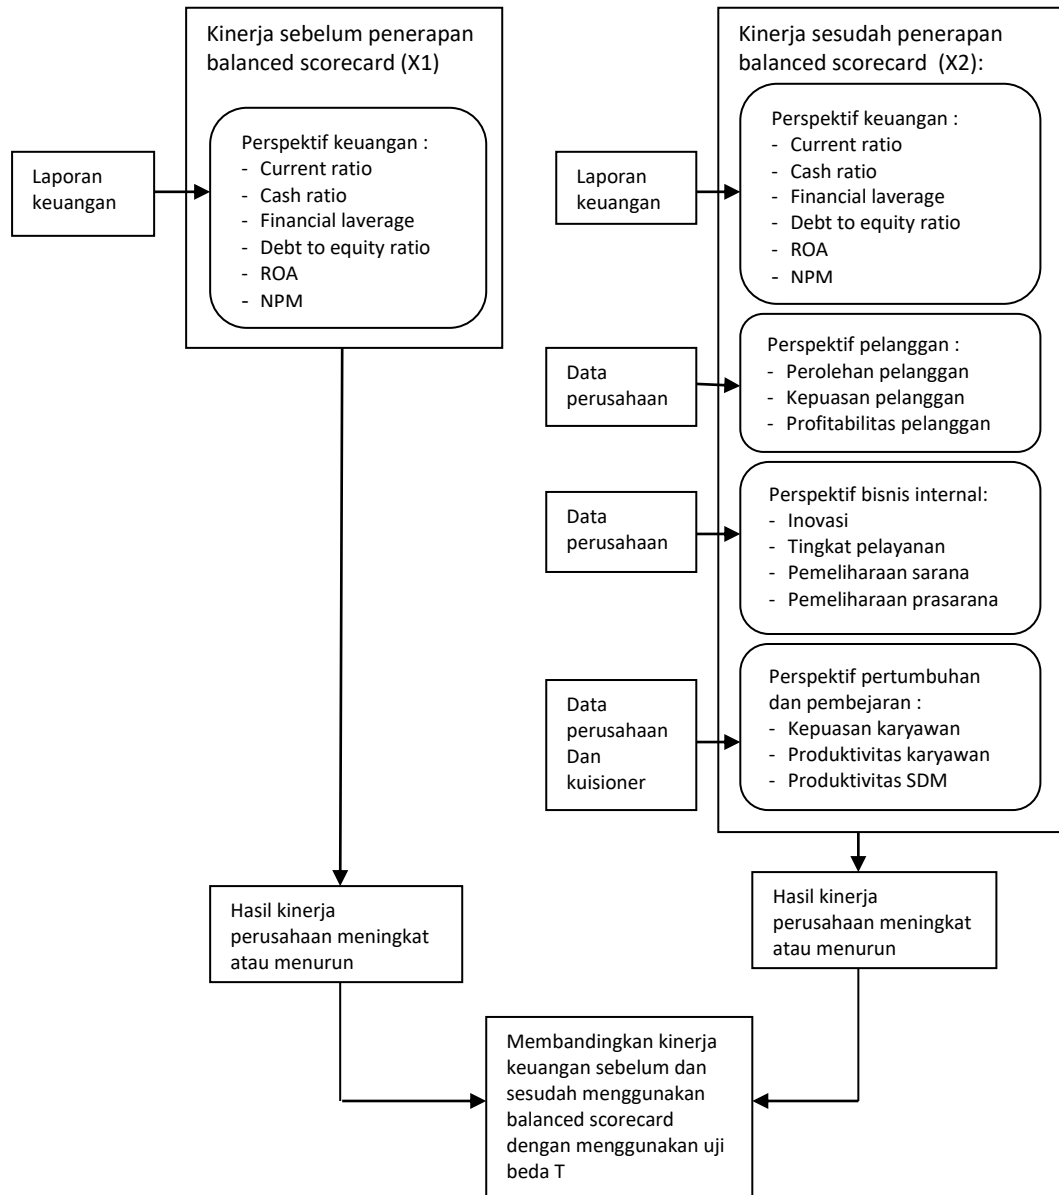 Kinerja sebelum penerapan
balanced scorecard (X1)
Laporan
keuangan
Perspektif keuangan :
- Current ratio
- Cash ratio
- Financial laverage
- Debt to equity ratio
- ROA
- NPM
Hasil kinerja
perusahaan meningkat
atau menurun
Kinerja sesudah penerapan
balanced scorecard (X2):
Laporan
keuangan
Perspektif keuangan :
- Current ratio
- Cash ratio
- Financial laverage
- Debt to equity ratio
- ROA
- NPM
Data
perusahaan
Perspektif pelanggan :
- Perolehan pelanggan
- Kepuasan pelanggan
- Profitabilitas pelanggan
Data
perusahaan
Perspektif bisnis internal:
- Inovasi
- Tingkat pelayanan
- Pemeliharaan sarana
- Pemeliharaan prasarana
Data
perusahaan
Dan
kuisioner
Perspektif pertumbuhan
dan pembejaran :
- Kepuasan karyawan
- Produktivitas karyawan
- Produktivitas SDM
Hasil kinerja
perusahaan meningkat
atau menurun
Membandingkan kinerja
keuangan sebelum dan
sesudah menggunakan
balanced scorecard
dengan menggunakan uji
beda T